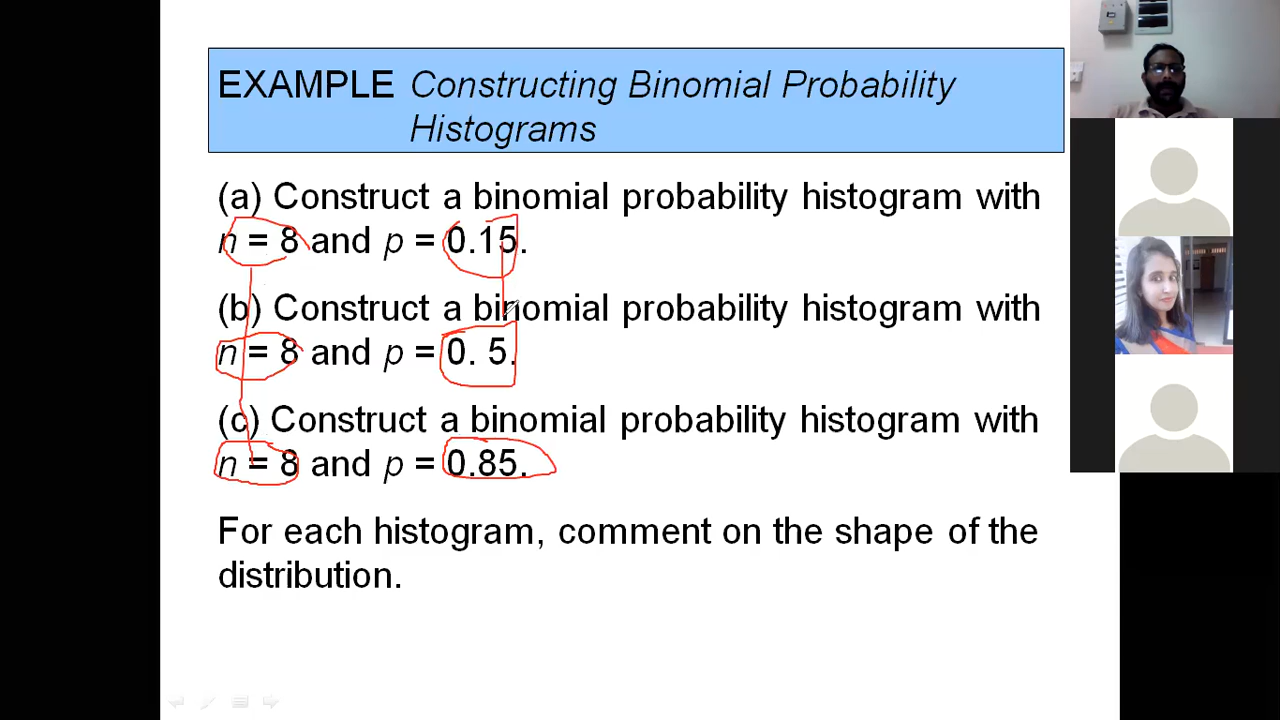 EXAMPLE Constructing Binomial Probability
Histograms
(a) Construct a binomial probability histogram with
n = 8 and p = 0.15.
(b) Construct a binomial probability histogram with
n = 8 and p = 0. 5.
(c) Construct a binomial probability histogram with
n = 8 and p = 0.85.
For each histogram, comment on the shape of the
distribution.